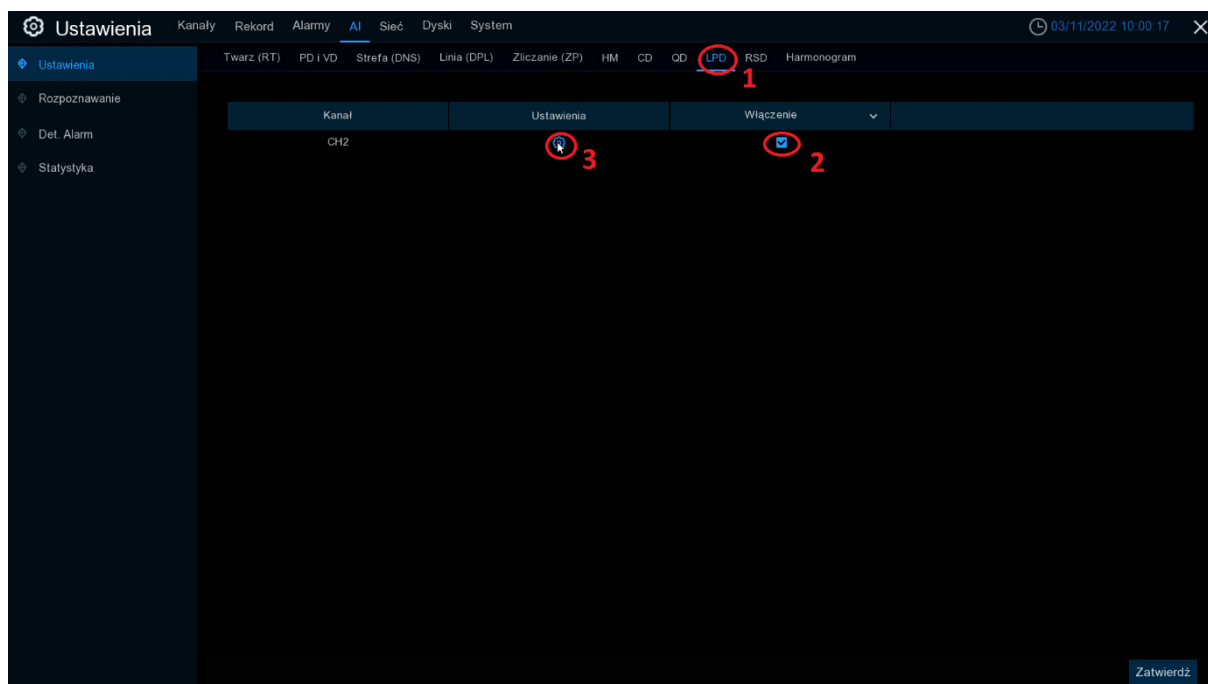 Ustawienia Kanały Rekord Alarmy AI Sieć Dyski System 03/11/2022 10:00:17
Ustawienia
Rozpoznawanie
Det. Alarm
Statystyka
Twarz (RT) PD i VD Strefa (DNS) Linia (DPL) Zliczanie (ZP) HM CD QD LPD RSD Harmonogram
1
Kanał Ustawienia Włączenie
CH2
3
2
Zatwierdź